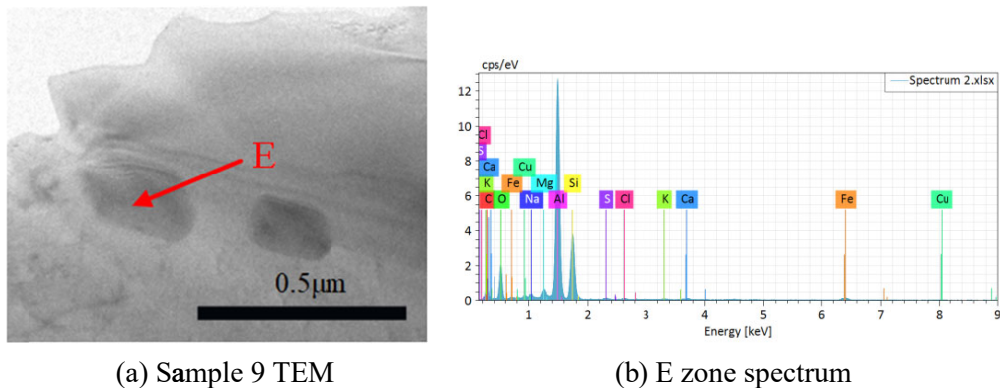 E
0.5μm
(a) Sample 9 TEM
cps/eV
Spectrum 2.xlsx
12
10
8
6
4
2
0
Cl
S
Ca
Cu
K
Fe
Mg
Si
C
O
Na
Al
S
Cl
K
Ca
Fe
Cu
1
2
3
4
5
6
7
8
9
Energy [keV]
(b) E zone spectrum